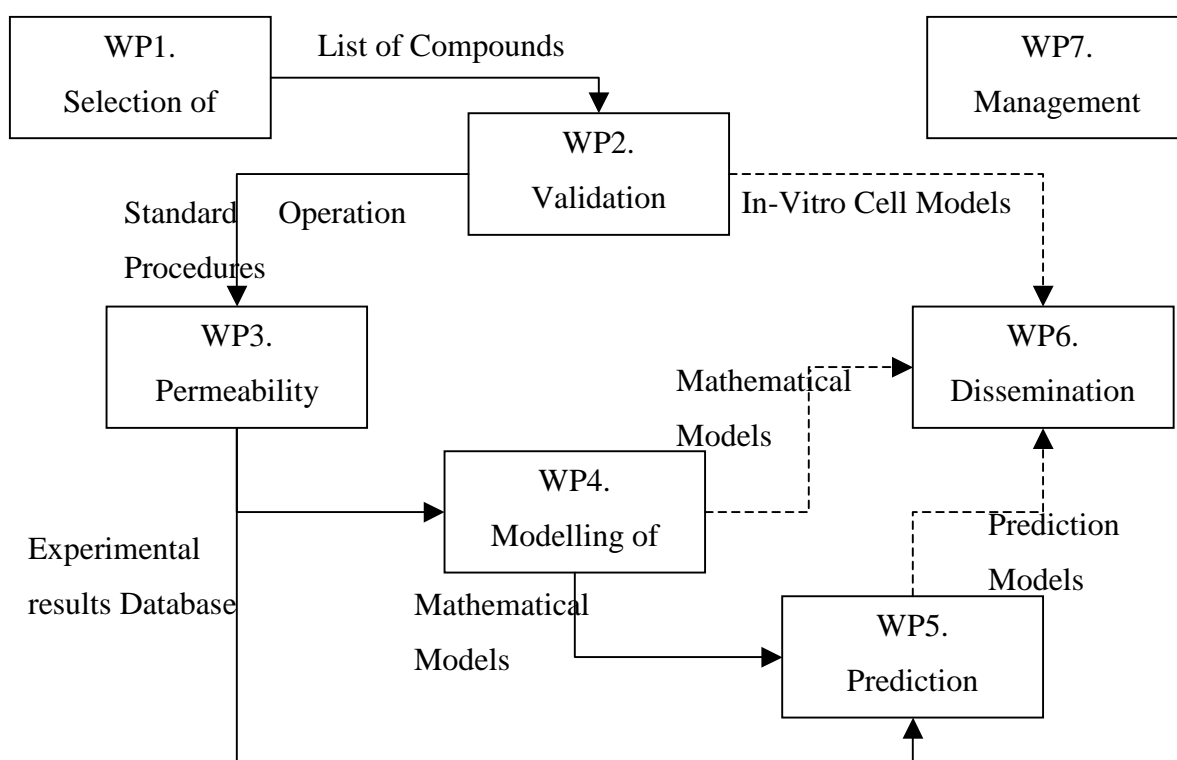 WP1.
Selection of
List of Compounds
WP7.
Management
WP2.
Validation
Standard Operation
Procedures
In-Vitro Cell Models
WP3.
Permeability
WP6.
Dissemination
Mathematical
Models
WP4.
Modelling of
Experimental
results Database
Mathematical
Models
Prediction
Models
WP5.
Prediction